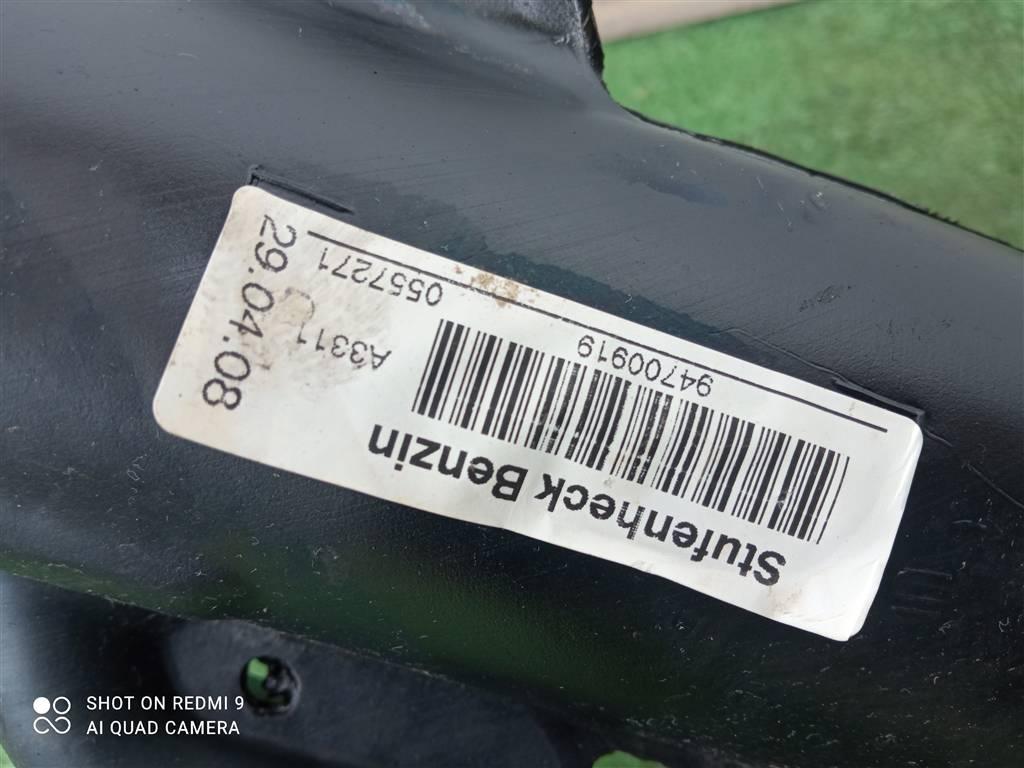 Stufenheck Benzin
94700919
A3311
0557271
29.04.08
SHOT ON REDMI 9
AI QUAD CAMERA